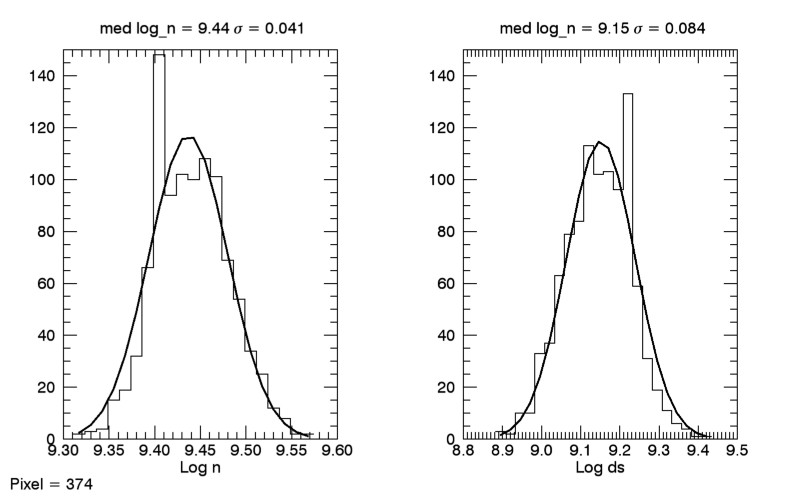 med log_n = 9.44 σ = 0.041
140
120
100
80
60
40
20
0
9.30 9.35 9.40 9.45 9.50 9.55 9.60
Log n
med log_n = 9.15 σ = 0.084
140
120
100
80
60
40
20
0
8.8 8.9 9.0 9.1 9.2 9.3 9.4 9.5
Log ds
Pixel = 374